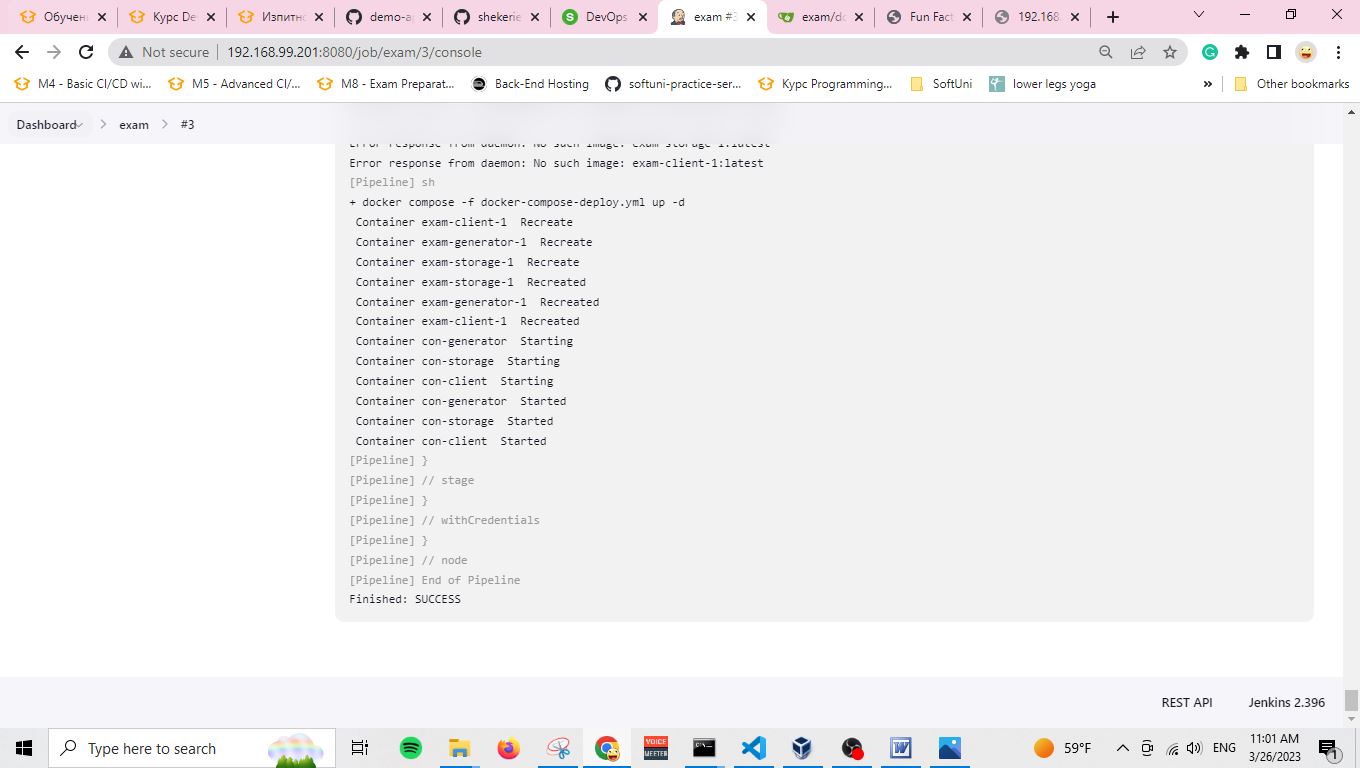 Обучен
Курс De
Изпитно
demo-ap
shekerie
DevOps
exam #3
exam/do
Fun Fact
192.168.
Not secure
192.168.99.201:8080/job/exam/3/console
M4 - Basic CI/CD wi...
M5 - Advanced CI/...
M8 - Exam Preparat...
Back-End Hosting
softuni-practice-ser...
Курс Programming...
SoftUni
lower legs yoga
»
Other bookmarks
Dashboard
exam
#3
Error response from daemon: No such image: exam-storage-1:latest
Error response from daemon: No such image: exam-client-1:latest
[Pipeline] sh
+ docker compose -f docker-compose-deploy.yml up -d
Container exam-client-1  Recreate
Container exam-generator-1  Recreate
Container exam-storage-1  Recreate
Container exam-storage-1  Recreated
Container exam-generator-1  Recreated
Container exam-client-1  Recreated
Container con-generator  Starting
Container con-storage  Starting
Container con-client  Starting
Container con-generator  Started
Container con-storage  Started
Container con-client  Started
[Pipeline] }
[Pipeline] // stage
[Pipeline] }
[Pipeline] // withCredentials
[Pipeline] }
[Pipeline] // node
[Pipeline] End of Pipeline
Finished: SUCCESS
REST API
Jenkins 2.396
Type here to search
VOICE
MEETER
59°F
ENG
11:01 AM
3/26/2023
1